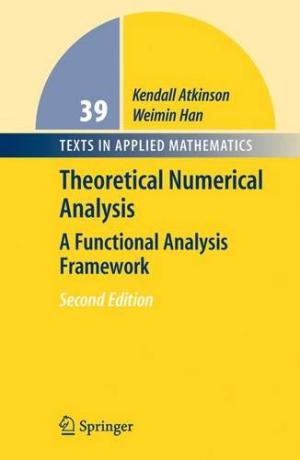 39
Kendall Atkinson
Weimin Han
TEXTS IN APPLIED MATHEMATICS
Theoretical Numerical
Analysis
A Functional Analysis
Framework
Second Edition
Springer